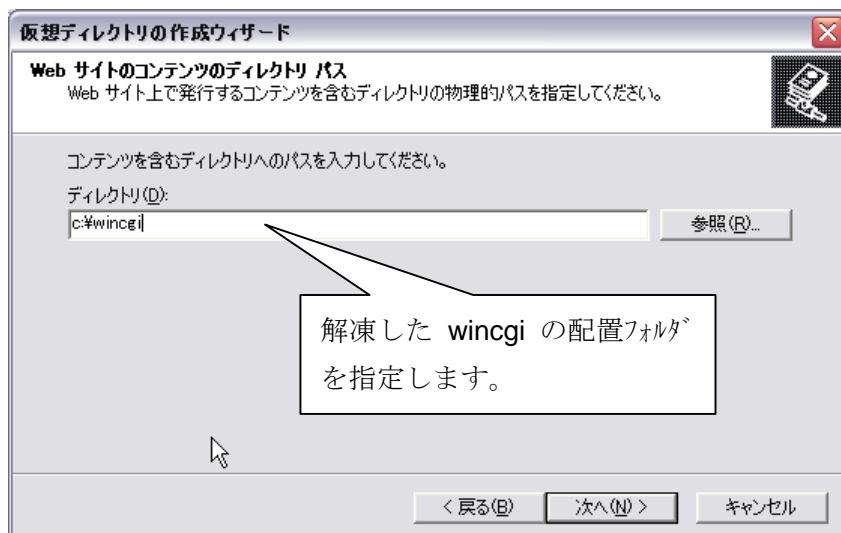 仮想ディレクトリの作成ウィザード
Web サイトのコンテンツのディレクトリ パス
Web サイト上で発行するコンテンツを含むディレクトリの物理的パスを指定してください。
コンテンツを含むディレクトリへのパスを入力してください。
ディレクトリ(D):
c:¥wincgi
参照(R)...
解凍した wincgi の配置ﾌｫﾙﾀﾞ
を指定します。
< 戻る(B)
次へ(N) >
キャンセル